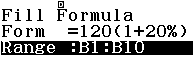 Fill Formula
Form =120(1+20%)
Range :B1:B10